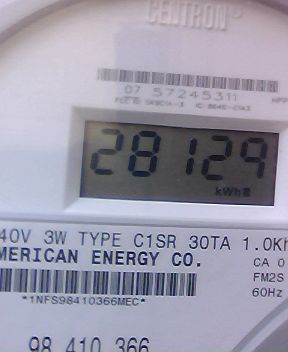 CENTRON®
07 57245311
28129
kWh
40V 3W TYPE C1SR 30TA 1.0Kh
MERICAN ENERGY CO.
CA 0
FM2S
60Hz
*1NFS98410366MEC*
98 410 366